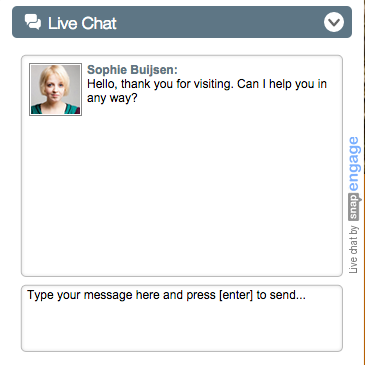 Live Chat
Sophie Buijsen:
Hello, thank you for visiting. Can I help you in
any way?
Live chat by snapengage
Type your message here and press [enter] to send...